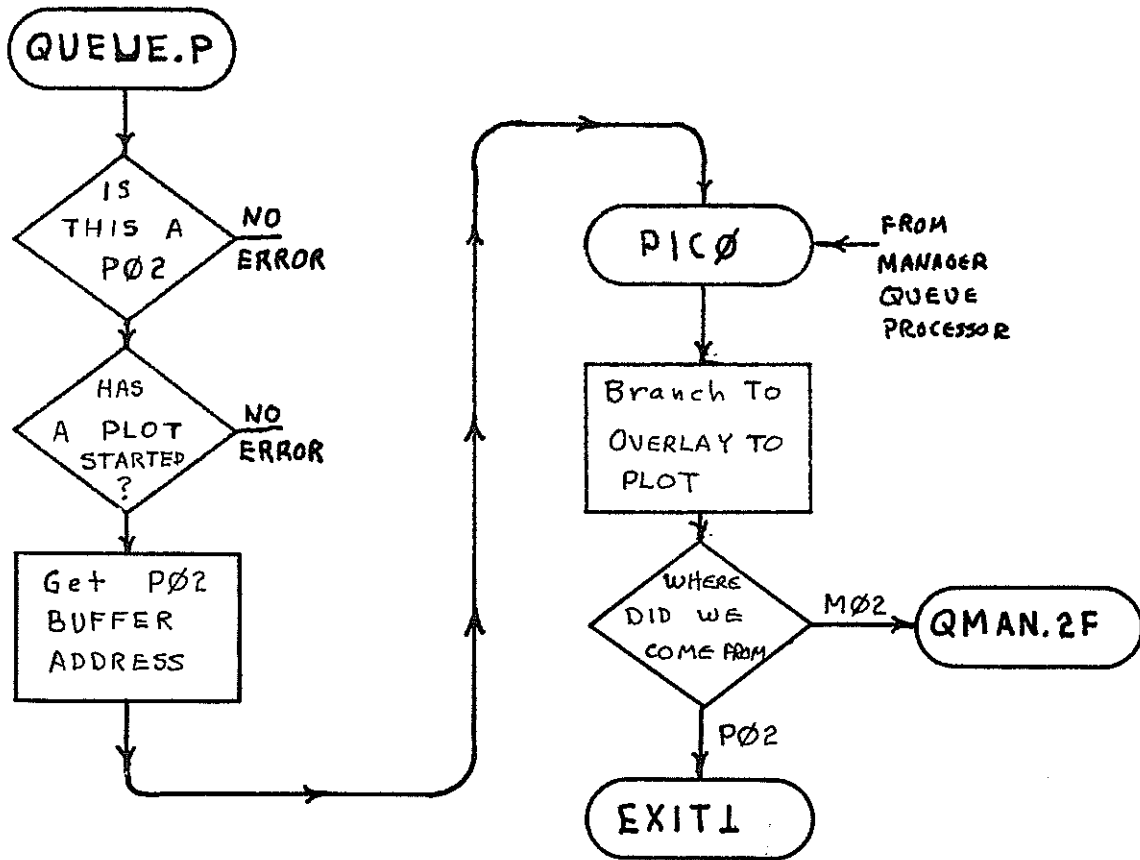 QUEUE.P
IS
THIS A
PØ2
NO
ERROR
HAS
A PLOT
STARTED
?
NO
ERROR
Get PØ2
BUFFER
ADDRESS
PICØ
FROM
MANAGER
QUEUE
PROCESSOR
Branch To
OVERLAY TO
PLOT
WHERE
DID WE
COME FROM
MØ2
QMAN.2F
PØ2
EXIT1